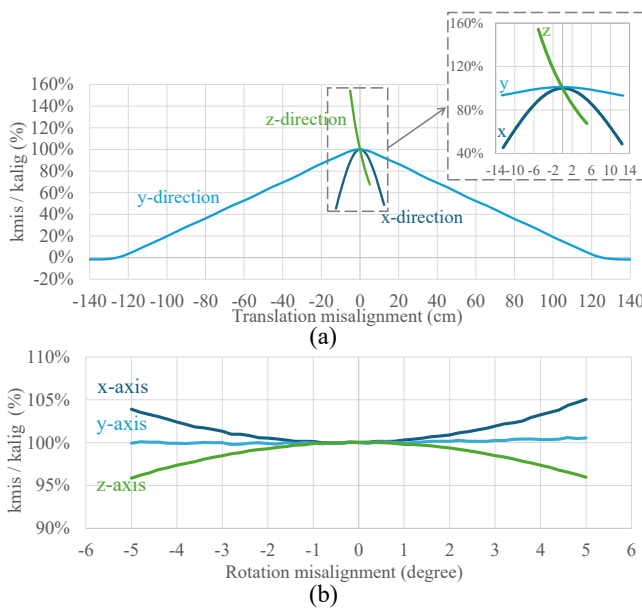 160%
140%
120%
100%
80%
60%
40%
20%
0%
-20%
kmis / kalig (%)
z-direction
y-direction
x-direction
160%
120%
80%
40%
z
y
x
-14 -10 -6 -2 2 6 10 14
-140 -120 -100 -80 -60 -40 -20 0 20 40 60 80 100 120 140
Translation misalignment (cm)
(a)
110%
105%
100%
95%
90%
kmis / kalig (%)
x-axis
y-axis
z-axis
-6 -5 -4 -3 -2 -1 0 1 2 3 4 5 6
Rotation misalignment (degree)
(b)